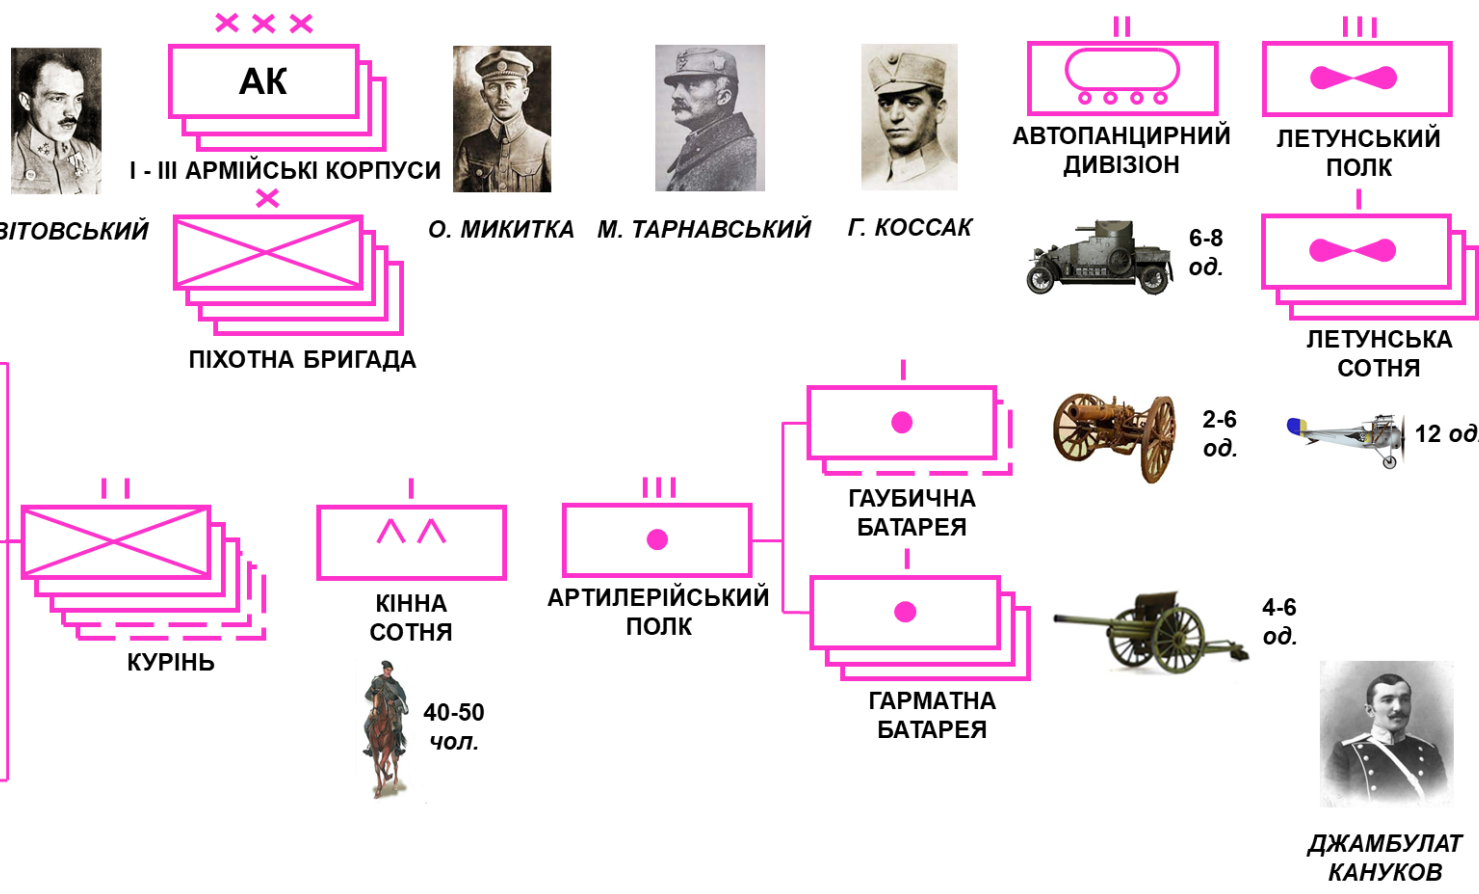 АК
І - ІІІ АРМІЙСЬКІ КОРПУСИ
ВІТОВСЬКИЙ
О. МИКИТКА
М. ТАРНАВСЬКИЙ
Г. КОССАК
АВТОПАНЦИРНИЙ
ДИВІЗІОН
ЛЕТУНСЬКИЙ
ПОЛК
6-8
од.
ПІХОТНА БРИГАДА
ЛЕТУНСЬКА
СОТНЯ
2-6
од.
12 од.
ГАУБИЧНА
БАТАРЕЯ
КУРІНЬ
КІННА
СОТНЯ
40-50
чол.
АРТИЛЕРІЙСЬКИЙ
ПОЛК
4-6
од.
ГАРМАТНА
БАТАРЕЯ
ДЖАМБУЛАТ
КАНУКОВ